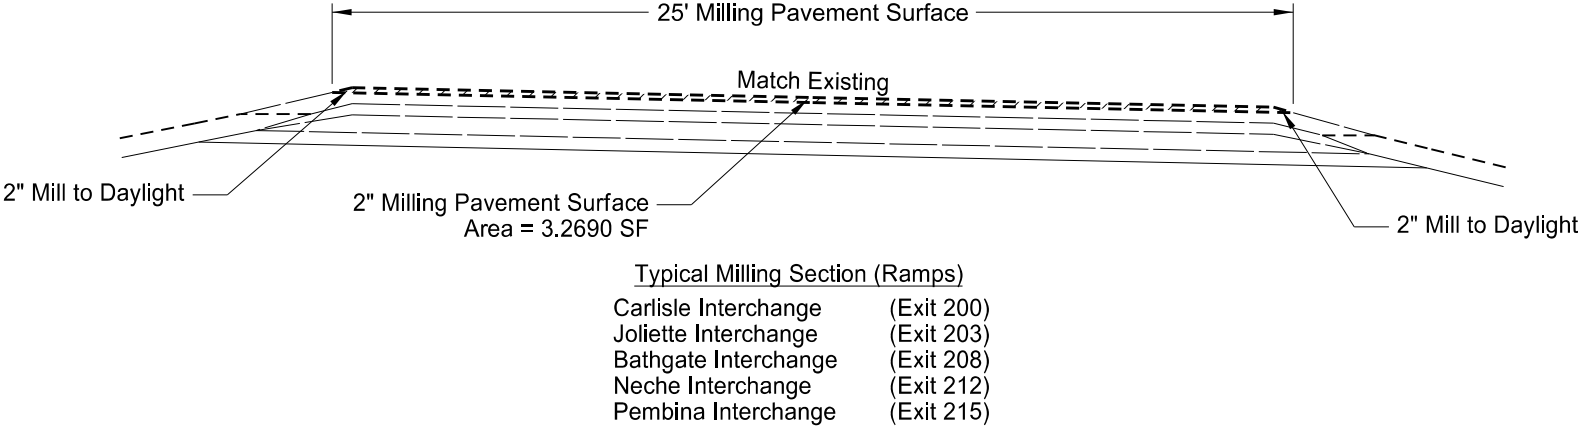 25' Milling Pavement Surface
Match Existing
2" Mill to Daylight
2" Milling Pavement Surface
Area = 3.2690 SF
2" Mill to Daylight
Typical Milling Section (Ramps)
Carlisle Interchange (Exit 200)
Joliette Interchange (Exit 203)
Bathgate Interchange (Exit 208)
Neche Interchange (Exit 212)
Pembina Interchange (Exit 215)